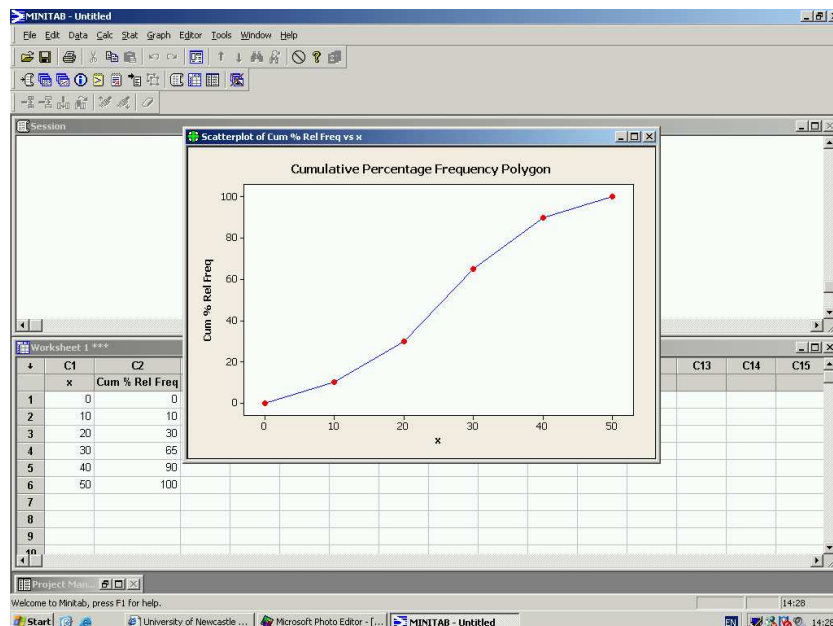 MINITAB - Untitled
File Edit Data Calc Stat Graph Editor Tools Window Help
Session
Scatterplot of Cum % Rel Freq vs x
Cumulative Percentage Frequency Polygon
100
80
60
40
20
0
Cum % Rel Freq
0 10 20 30 40 50
x
Worksheet 1 ***
C1 C2 C13 C14 C15
x Cum % Rel Freq
1 0 0
2 10 10
3 20 30
4 30 65
5 40 90
6 50 100
7
8
9
10
Project Man...
Welcome to Minitab, press F1 for help. 14:28
Start University of Newcastle ... Microsoft Photo Editor - [... MINITAB - Untitled EN 14:28